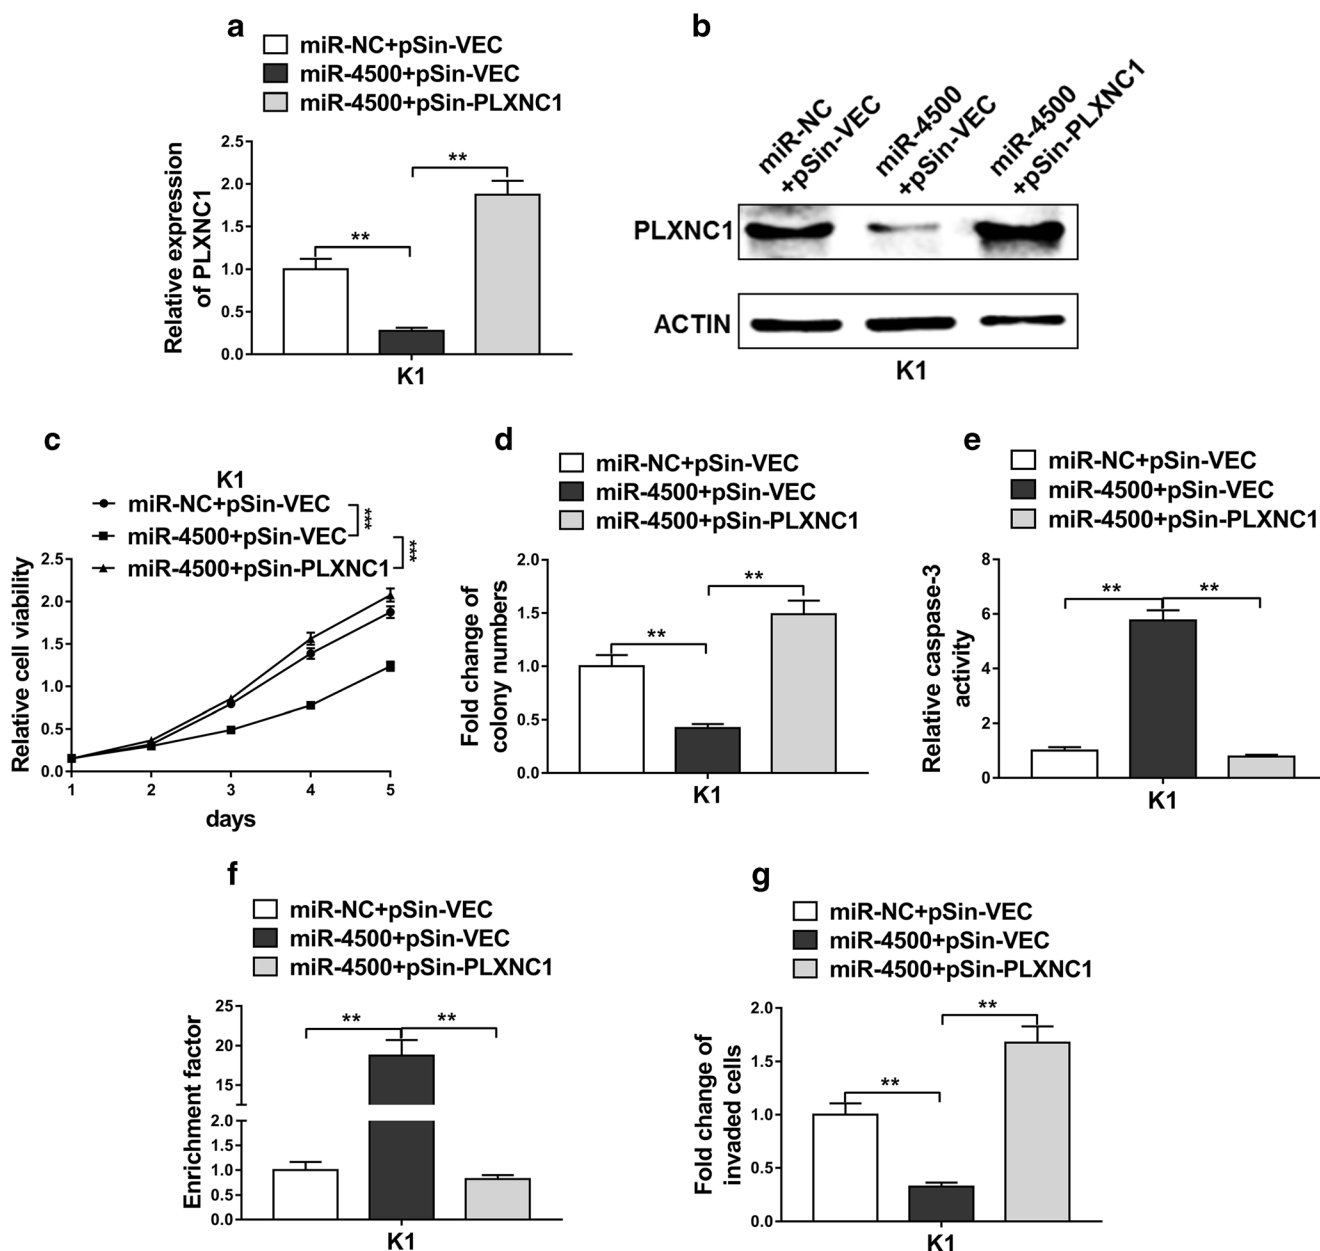 a
miR-NC+pSin-VEC
miR-4500+pSin-VEC
miR-4500+pSin-PLXNC1
Relative expression
of PLXNC1
2.5
2.0
1.5
1.0
0.5
0.0
**
**
K1
b
miR-NC
+pSin-VEC
miR-4500
+pSin-VEC
miR-4500
+pSin-PLXNC1
PLXNC1
ACTIN
K1
c
K1
miR-NC+pSin-VEC
miR-4500+pSin-VEC
miR-4500+pSin-PLXNC1
***
***
Relative cell viability
2.5
2.0
1.5
1.0
0.5
0.0
1 2 3 4 5
days
d
miR-NC+pSin-VEC
miR-4500+pSin-VEC
miR-4500+pSin-PLXNC1
Fold change of
colony numbers
2.0
1.5
1.0
0.5
0.0
**
**
K1
e
miR-NC+pSin-VEC
miR-4500+pSin-VEC
miR-4500+pSin-PLXNC1
Relative caspase-3
activity
8
6
4
2
0
** **
K1
f
miR-NC+pSin-VEC
miR-4500+pSin-VEC
miR-4500+pSin-PLXNC1
Enrichment factor
25
20
15
2.0
1.5
1.0
0.5
0.0
** **
K1
g
miR-NC+pSin-VEC
miR-4500+pSin-VEC
miR-4500+pSin-PLXNC1
Fold change of
invaded cells
2.0
1.5
1.0
0.5
0.0
**
**
K1